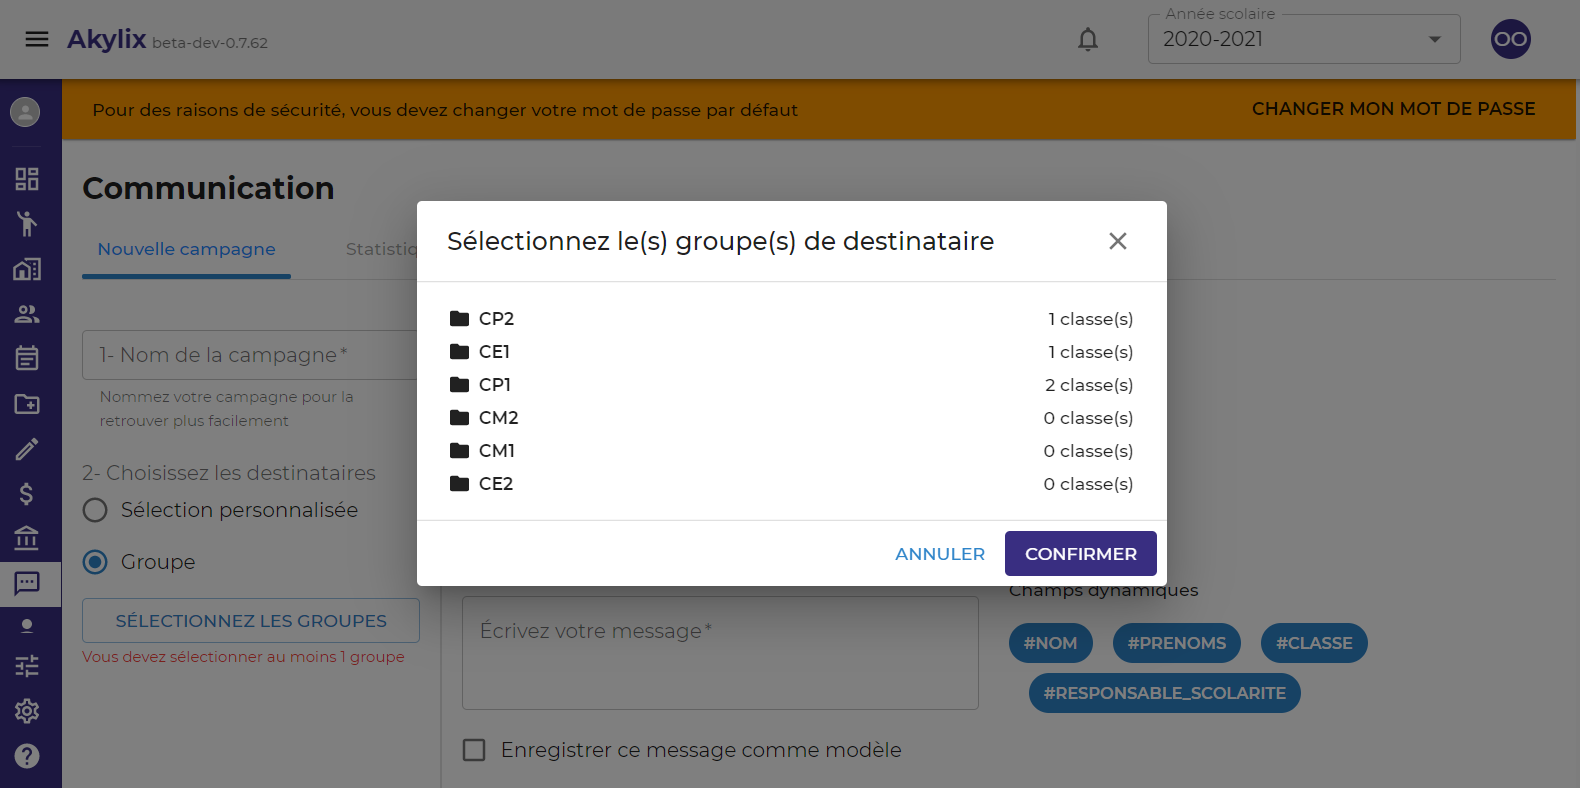 Akylix beta-dev-0.7.62
Année scolaire
2020-2021
OO
Pour des raisons de sécurité, vous devez changer votre mot de passe par défaut
CHANGER MON MOT DE PASSE
Communication
Nouvelle campagne
Statistiq
Sélectionnez le(s) groupe(s) de destinataire
CP2 1 classe(s)
CE1 1 classe(s)
CP1 2 classe(s)
CM2 0 classe(s)
CM1 0 classe(s)
CE2 0 classe(s)
ANNULER
CONFIRMER
1- Nom de la campagne*
Nommez votre campagne pour la
retrouver plus facilement
2- Choisissez les destinataires
Sélection personnalisée
Groupe
SÉLECTIONNEZ LES GROUPES
Vous devez sélectionner au moins 1 groupe
Écrivez votre message*
Enregistrer ce message comme modèle
Champs dynamiques
#NOM
#PRENOMS
#CLASSE
#RESPONSABLE_SCOLARITE